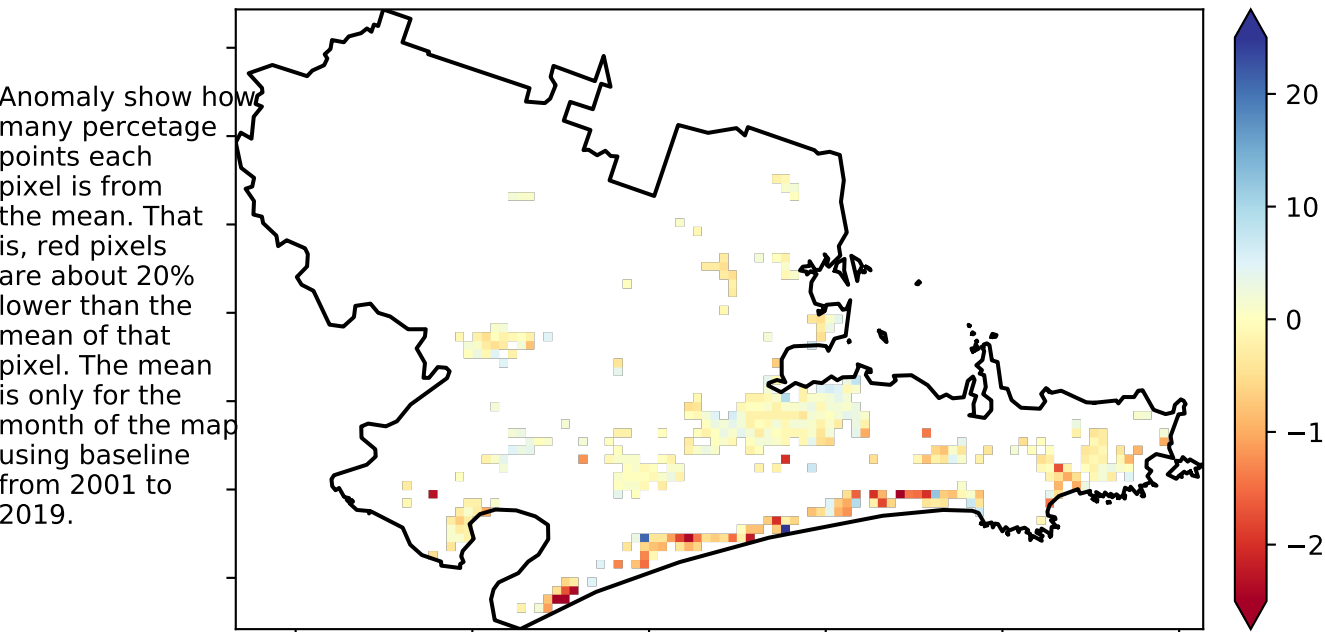 Anomaly show how
many percetage
points each
pixel is from
the mean. That
is, red pixels
are about 20%
lower than the
mean of that
pixel. The mean
is only for the
month of the map
using baseline
from 2001 to
2019.
20
10
0
−1
−2